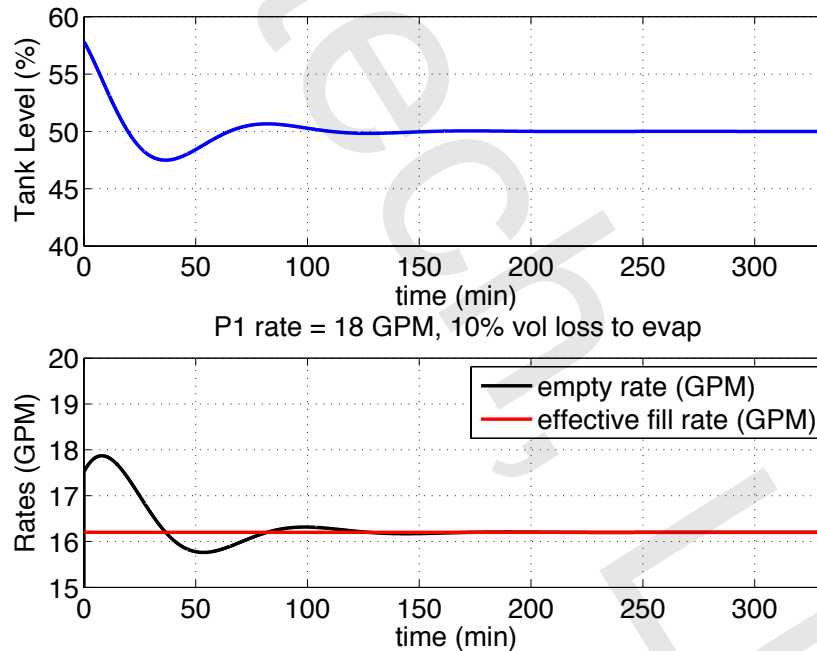 60
55
50
45
40
Tank Level (%)
0 50 100 150 200 250 300
time (min)
P1 rate = 18 GPM, 10% vol loss to evap
20
19
18
17
16
15
Rates (GPM)
empty rate (GPM)
effective fill rate (GPM)
0 50 100 150 200 250 300
time (min)